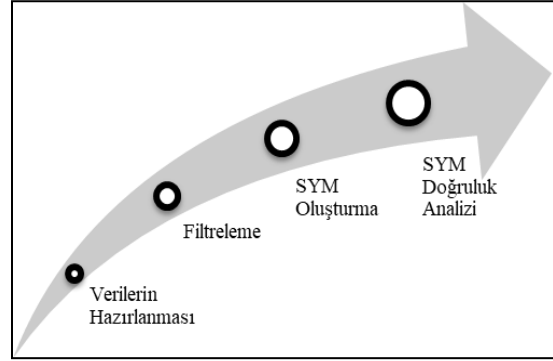 SYM
Doğruluk
Analizi
SYM
Oluşturma
Filtreleme
Verilerin
Hazırlanması